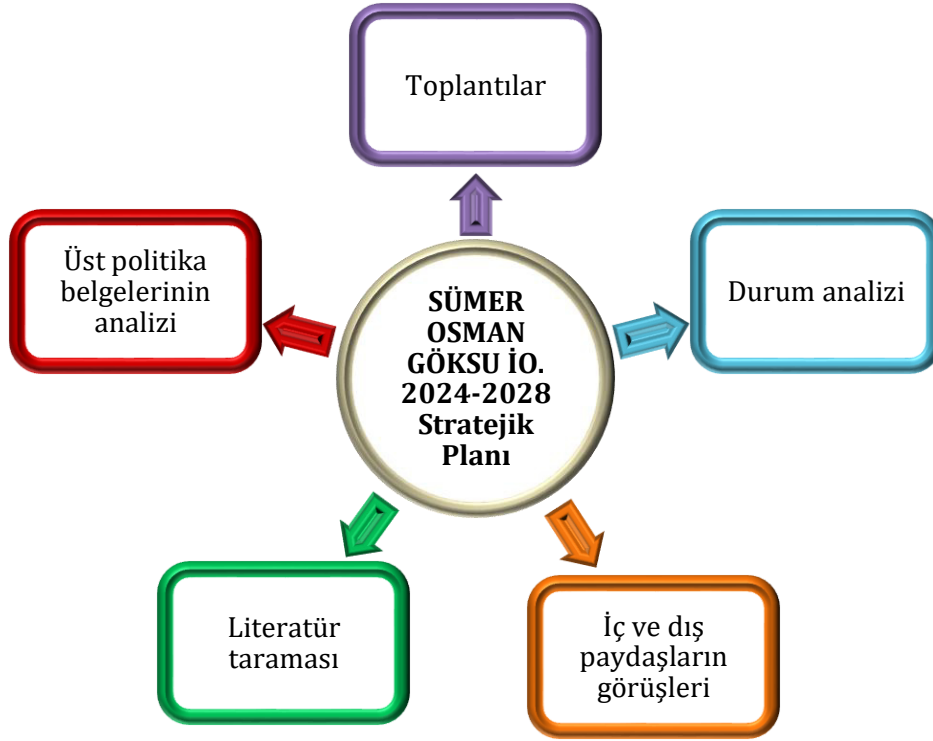 Toplantılar
Üst politika
belgelerinin
analizi
SÜMER
OSMAN
GÖKSU İO.
2024-2028
Stratejik
Planı
Durum analizi
Literatür
taraması
İç ve dış
paydaşların
görüşleri